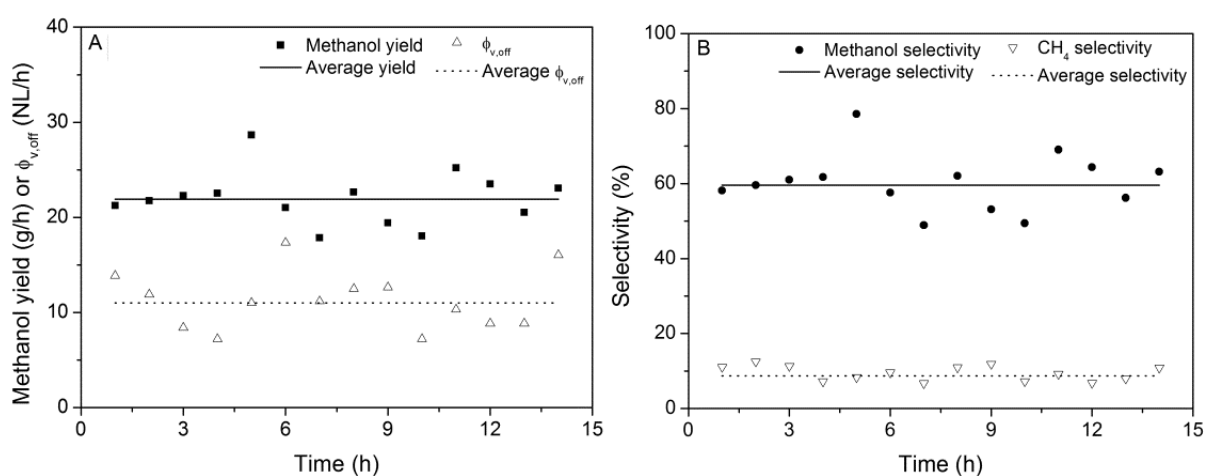 A
Methanol yield
ϕv,off
Average yield
Average ϕv,off
Methanol yield (g/h) or ϕv,off (NL/h)
40
30
20
10
0
0
3
6
9
12
15
Time (h)
B
Methanol selectivity
CH4 selectivity
Average selectivity
Average selectivity
Selectivity (%)
100
80
60
40
20
0
0
3
6
9
12
15
Time (h)